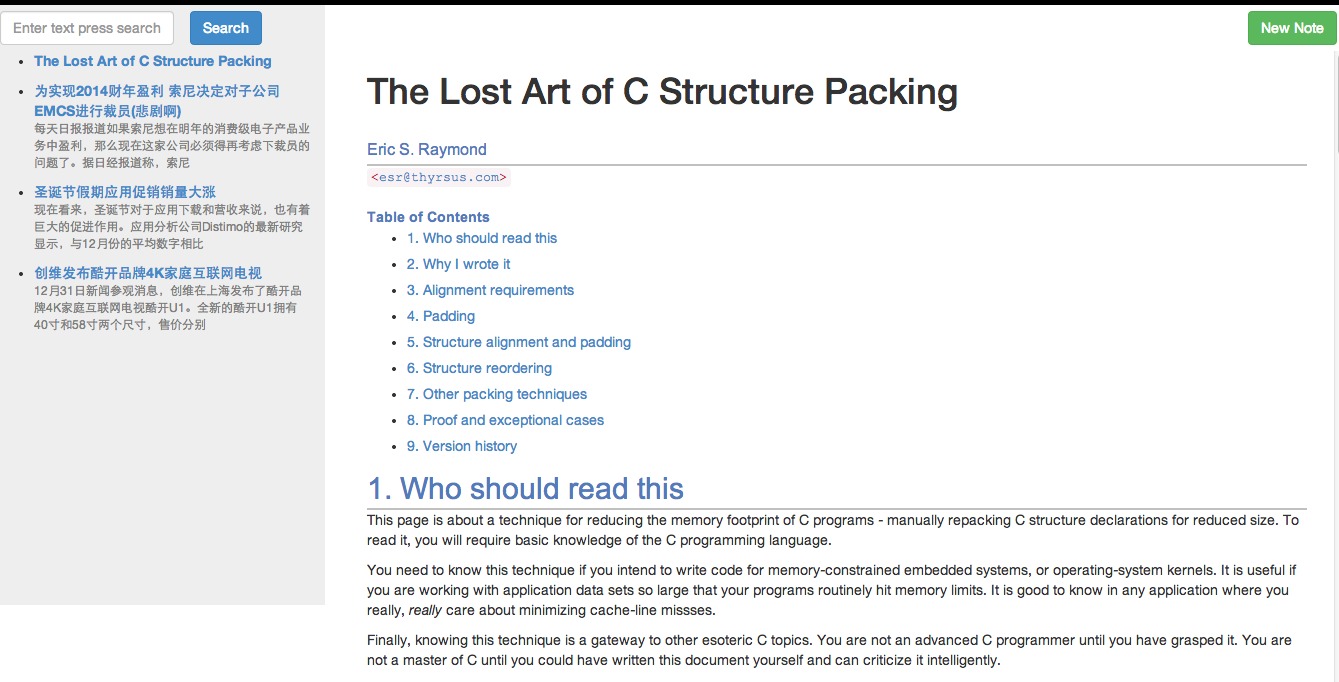 Enter text press search
Search
New Note
The Lost Art of C Structure Packing
为实现2014财年盈利 索尼决定对子公司
EMCS进行裁员(悲剧啊)
每天日报报道如果索尼想在明年的消费级电子产品业
务中盈利，那么现在这家公司必须得再考虑下裁员的
问题了。据日经报道称，索尼
圣诞节假期应用促销销量大涨
现在看来，圣诞节对于应用下载和营收来说，也有着
巨大的促进作用。应用分析公司Distimo的最新研究
显示，与12月份的平均数字相比
创维发布酷开品牌4K家庭互联网电视
12月31日新闻参观消息，创维在上海发布了酷开品
牌4K家庭互联网电视酷开U1。全新的酷开U1拥有
40寸和58寸两个尺寸，售价分别
The Lost Art of C Structure Packing
Eric S. Raymond
<esr@thyrsus.com>
Table of Contents
1. Who should read this
2. Why I wrote it
3. Alignment requirements
4. Padding
5. Structure alignment and padding
6. Structure reordering
7. Other packing techniques
8. Proof and exceptional cases
9. Version history
1. Who should read this
This page is about a technique for reducing the memory footprint of C programs - manually repacking C structure declarations for reduced size. To
read it, you will require basic knowledge of the C programming language.
You need to know this technique if you intend to write code for memory-constrained embedded systems, or operating-system kernels. It is useful if
you are working with application data sets so large that your programs routinely hit memory limits. It is good to know in any application where you
really, really care about minimizing cache-line missses.
Finally, knowing this technique is a gateway to other esoteric C topics. You are not an advanced C programmer until you have grasped it. You are
not a master of C until you could have written this document yourself and can criticize it intelligently.